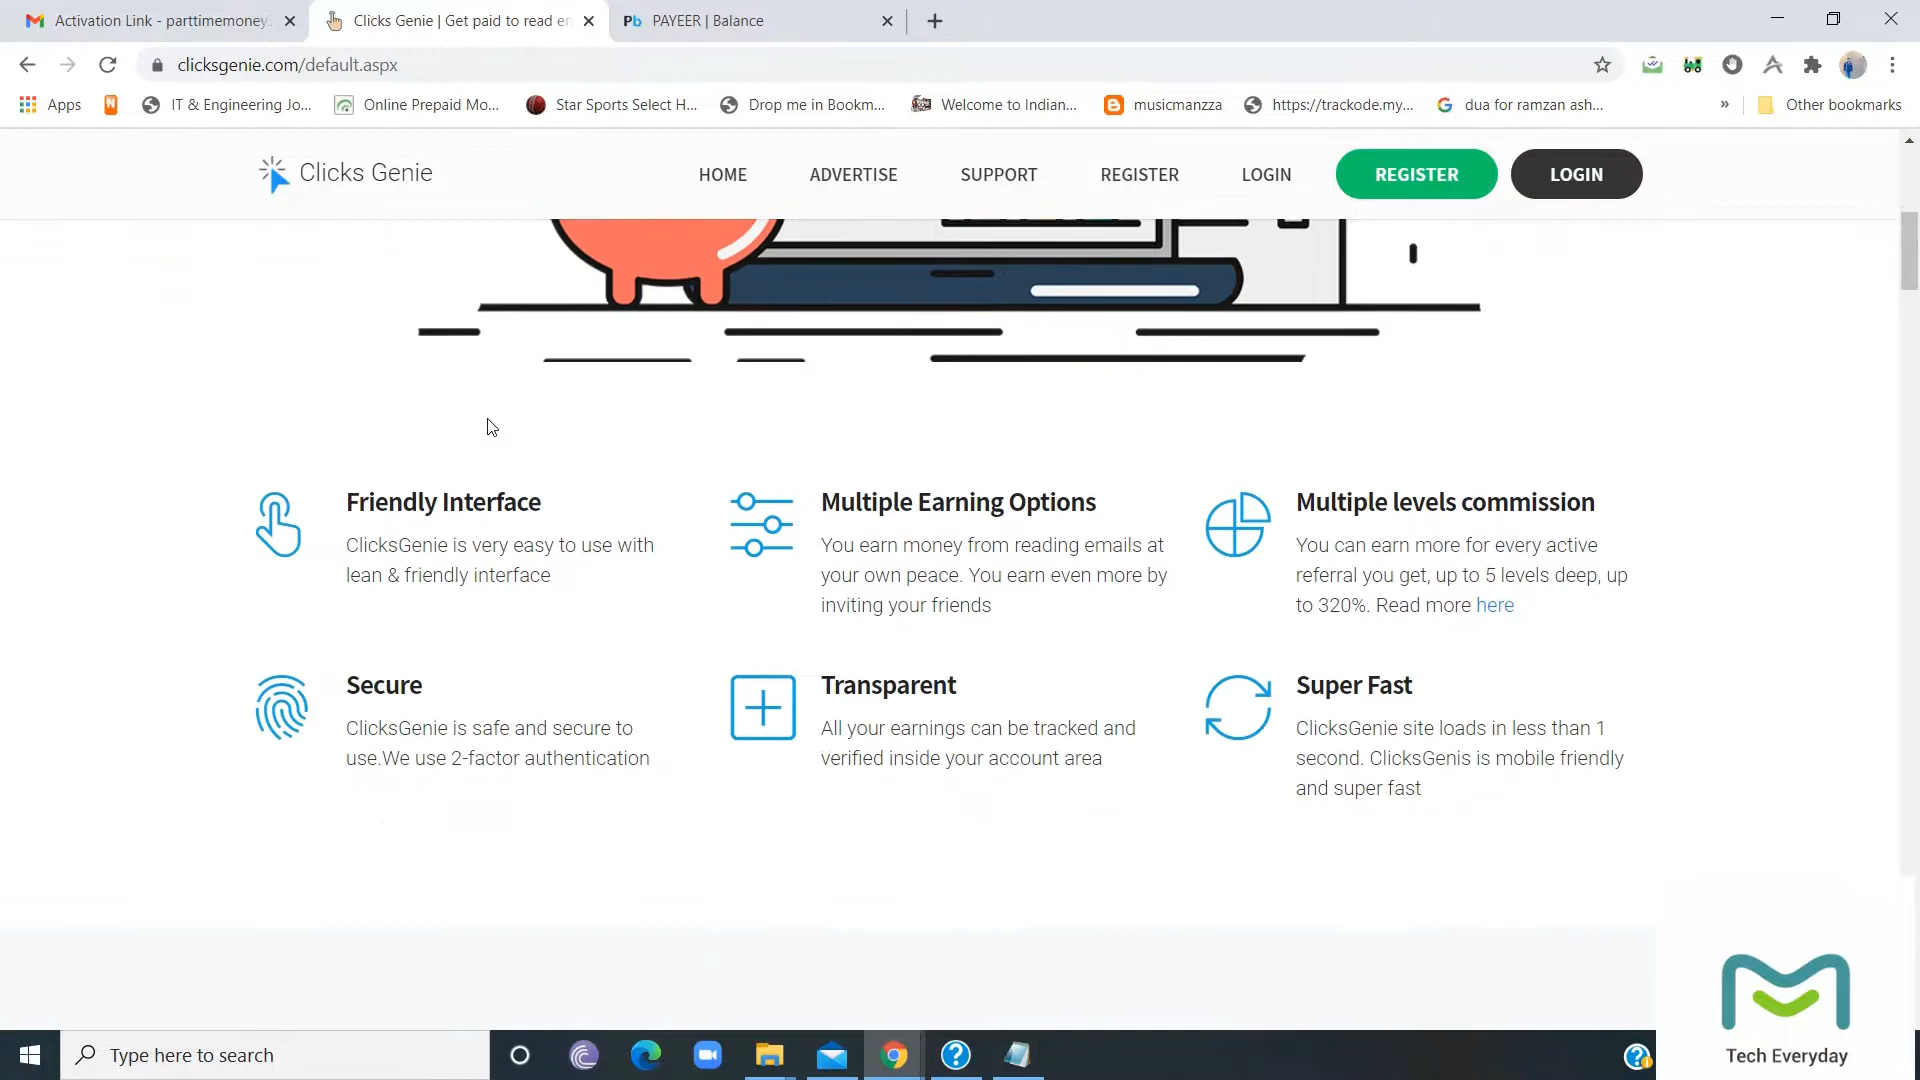 Activation Link - parttimemoney
Clicks Genie | Get paid to read en
Pb PAYEER | Balance
clicksgenie.com/default.aspx
Apps
IT & Engineering Jo...
Online Prepaid Mo...
Star Sports Select H...
Drop me in Bookm...
Welcome to Indian...
musicmanzza
https://trackode.my...
dua for ramzan ash...
»
Other bookmarks
Clicks Genie
HOME
ADVERTISE
SUPPORT
REGISTER
LOGIN
REGISTER
LOGIN
Friendly Interface
ClicksGenie is very easy to use with
lean & friendly interface
Multiple Earning Options
You earn money from reading emails at
your own peace. You earn even more by
inviting your friends
Multiple levels commission
You can earn more for every active
referral you get, up to 5 levels deep, up
to 320%. Read more here
Secure
ClicksGenie is safe and secure to
use.We use 2-factor authentication
Transparent
All your earnings can be tracked and
verified inside your account area
Super Fast
ClicksGenie site loads in less than 1
second. ClicksGenis is mobile friendly
and super fast
Type here to search
Tech Everyday